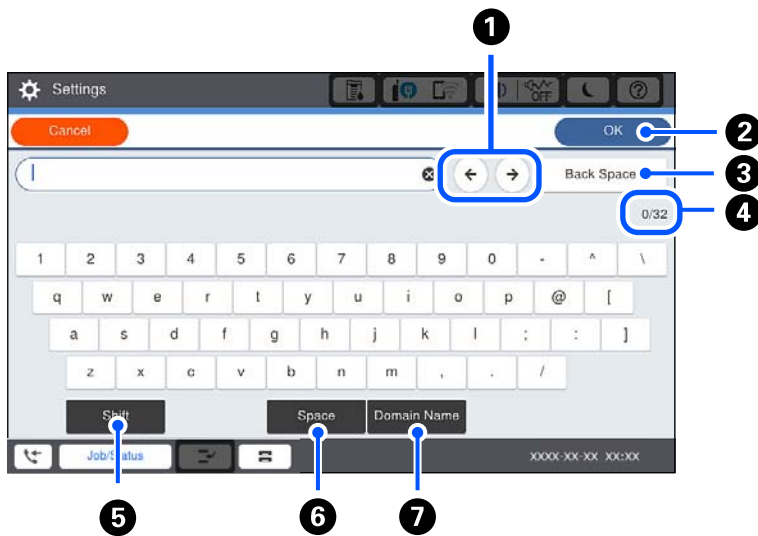 1
Settings
OFF
Cancel
OK
2
Back Space
3
0/32
4
1 2 3 4 5 6 7 8 9 0 - ^ \
q w e r t y u i o p @ [
a s d f g h j k l ; : ]
z x c v b n m , . /
Shift Space Domain Name
Job/Status
XXXX-XX-XX XX:XX
5 6 7